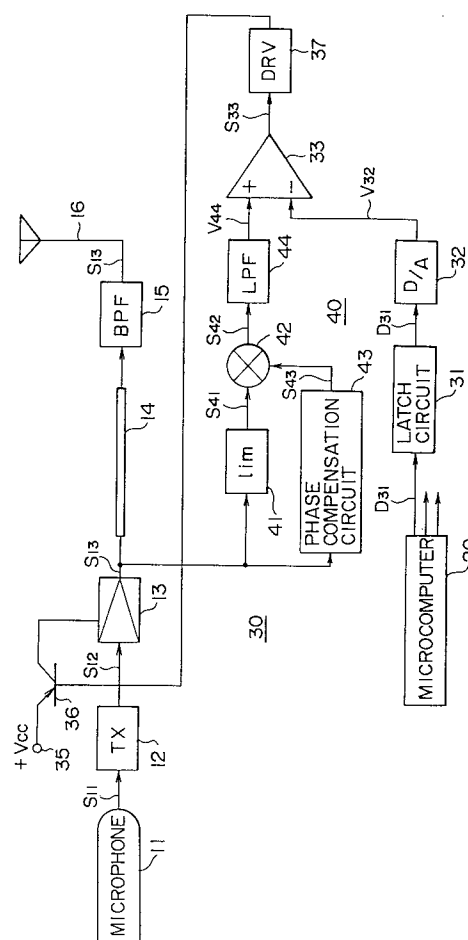 + Vcc
35
36
MICROPHONE
11
S11
TX
12
S12
13
S13
14
BPF
15
S13
16
30
lim
41
S41
42
S42
LPF
44
V44
+
−
33
S33
DRV
37
PHASE
COMPENSATION
CIRCUIT
43
S43
40
MICROCOMPUTER
D31
LATCH
CIRCUIT
31
D31
D/A
32
V32